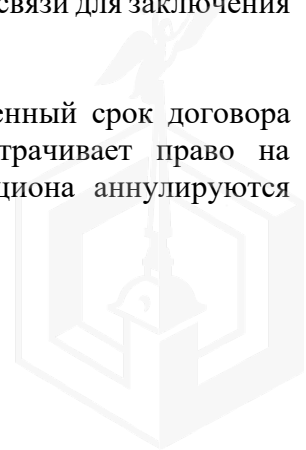 связи для заключения
енный срок договора
трачивает право на
циона аннулируются